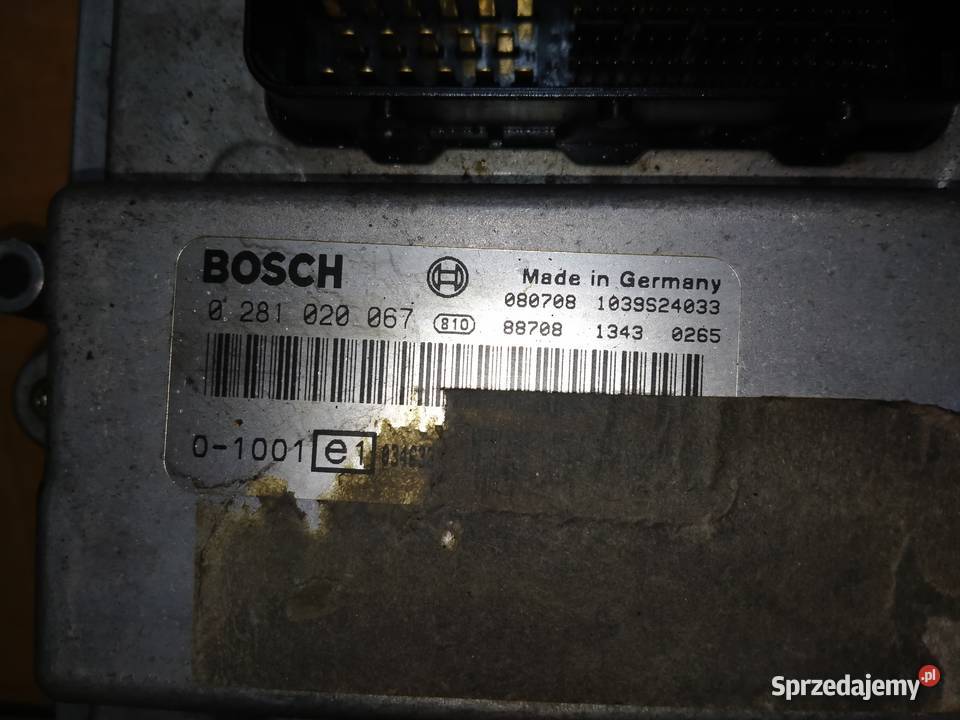 BOSCH
Made in Germany
0 281 020 067
810
080708 1039S24033
88708 1343 0265
0-1001 e1
Sprzedajemy.pl